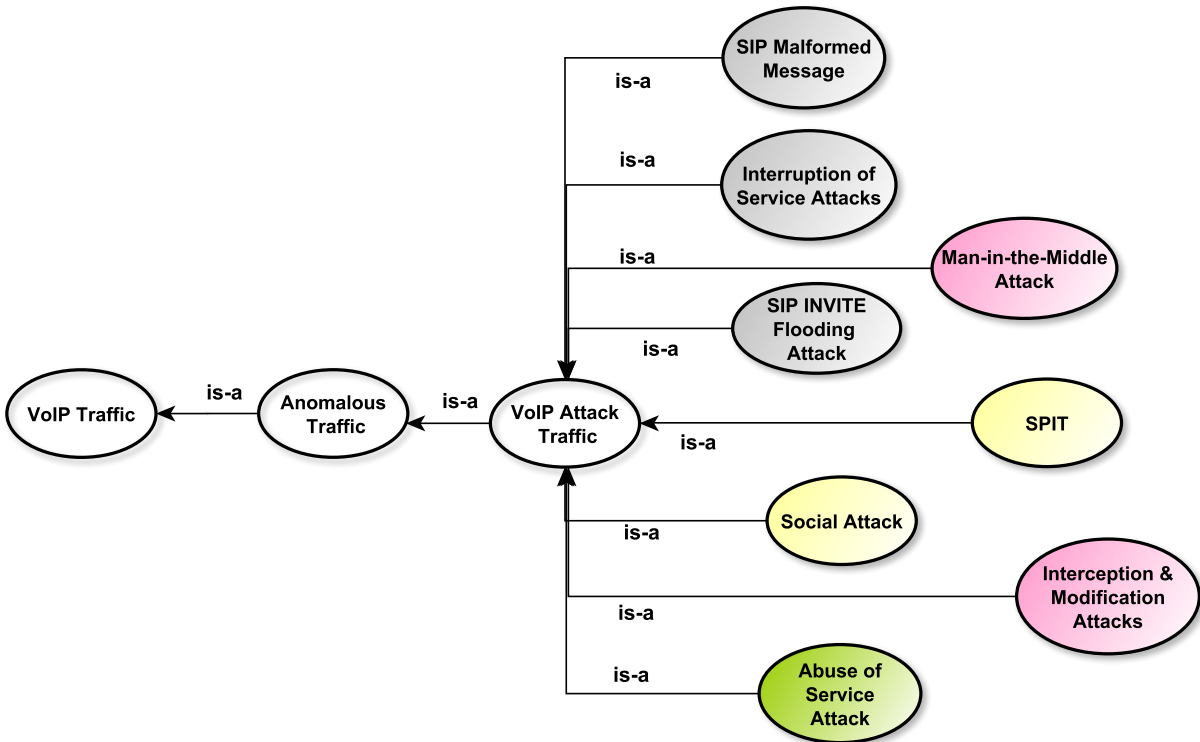 SIP Malformed
Message
is-a
is-a
Interruption of
Service Attacks
is-a
Man-in-the-Middle
Attack
SIP INVITE
Flooding
Attack
is-a
VoIP Traffic
is-a
Anomalous
Traffic
is-a
VoIP Attack
Traffic
is-a
SPIT
Social Attack
is-a
Interception &
Modification
Attacks
is-a
is-a
Abuse of
Service
Attack